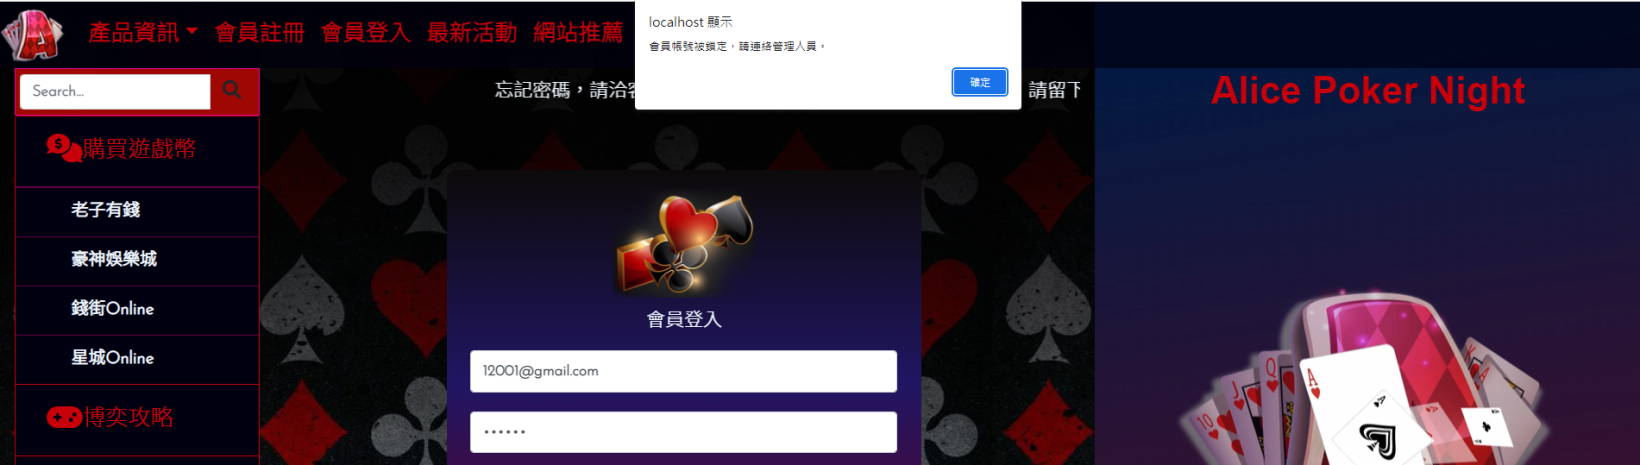 localhost 顯示
會員帳號被鎖定，請連絡管理人員。
確定
產品資訊 會員註冊 會員登入 最新活動 網站推薦
Search...
忘記密碼，請洽
請留下
Alice Poker Night
購買遊戲幣
老子有錢
豪神娛樂城
錢街Online
星城Online
博奕攻略
會員登入
12001@gmail.com
••••••
A
10
J
Q
K
A
A